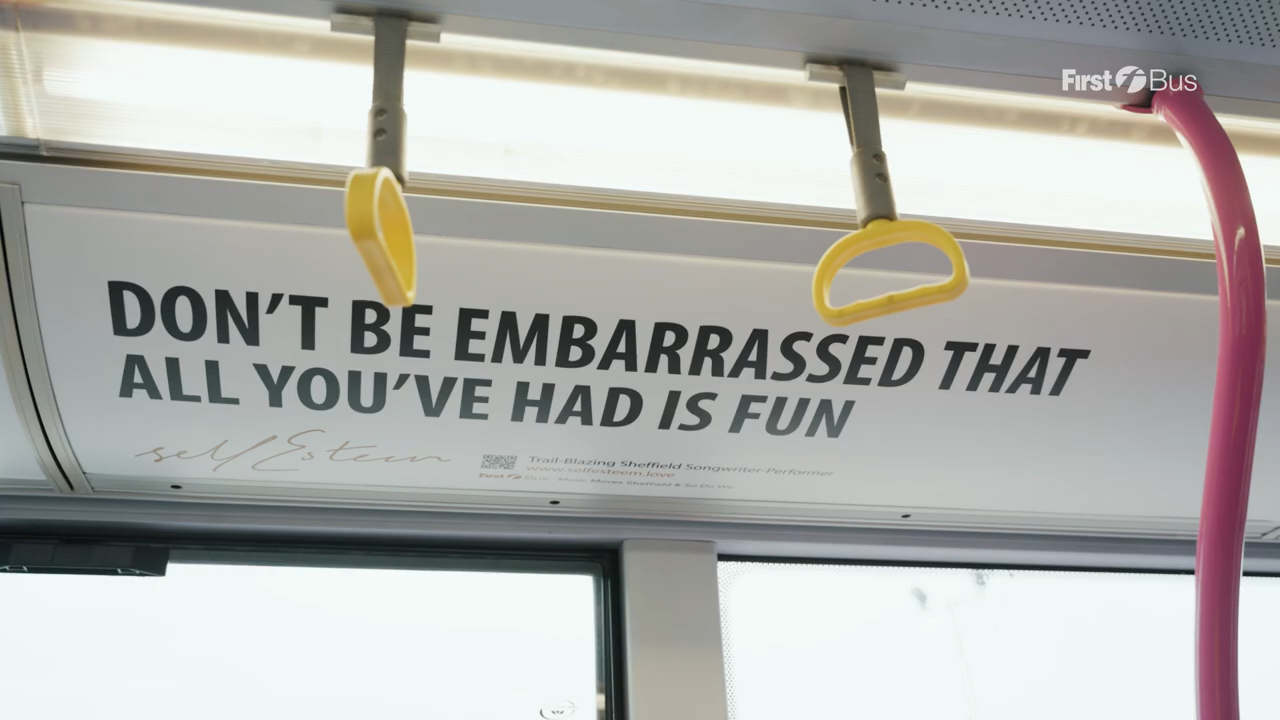 First Bus
DON'T BE EMBARRASSED THAT
ALL YOU'VE HAD IS FUN
self Esteem
Trail-Blazing Sheffield Songwriter-Performer
www.selfesteem.love
First Bus Music Moves Sheffield & So Do We